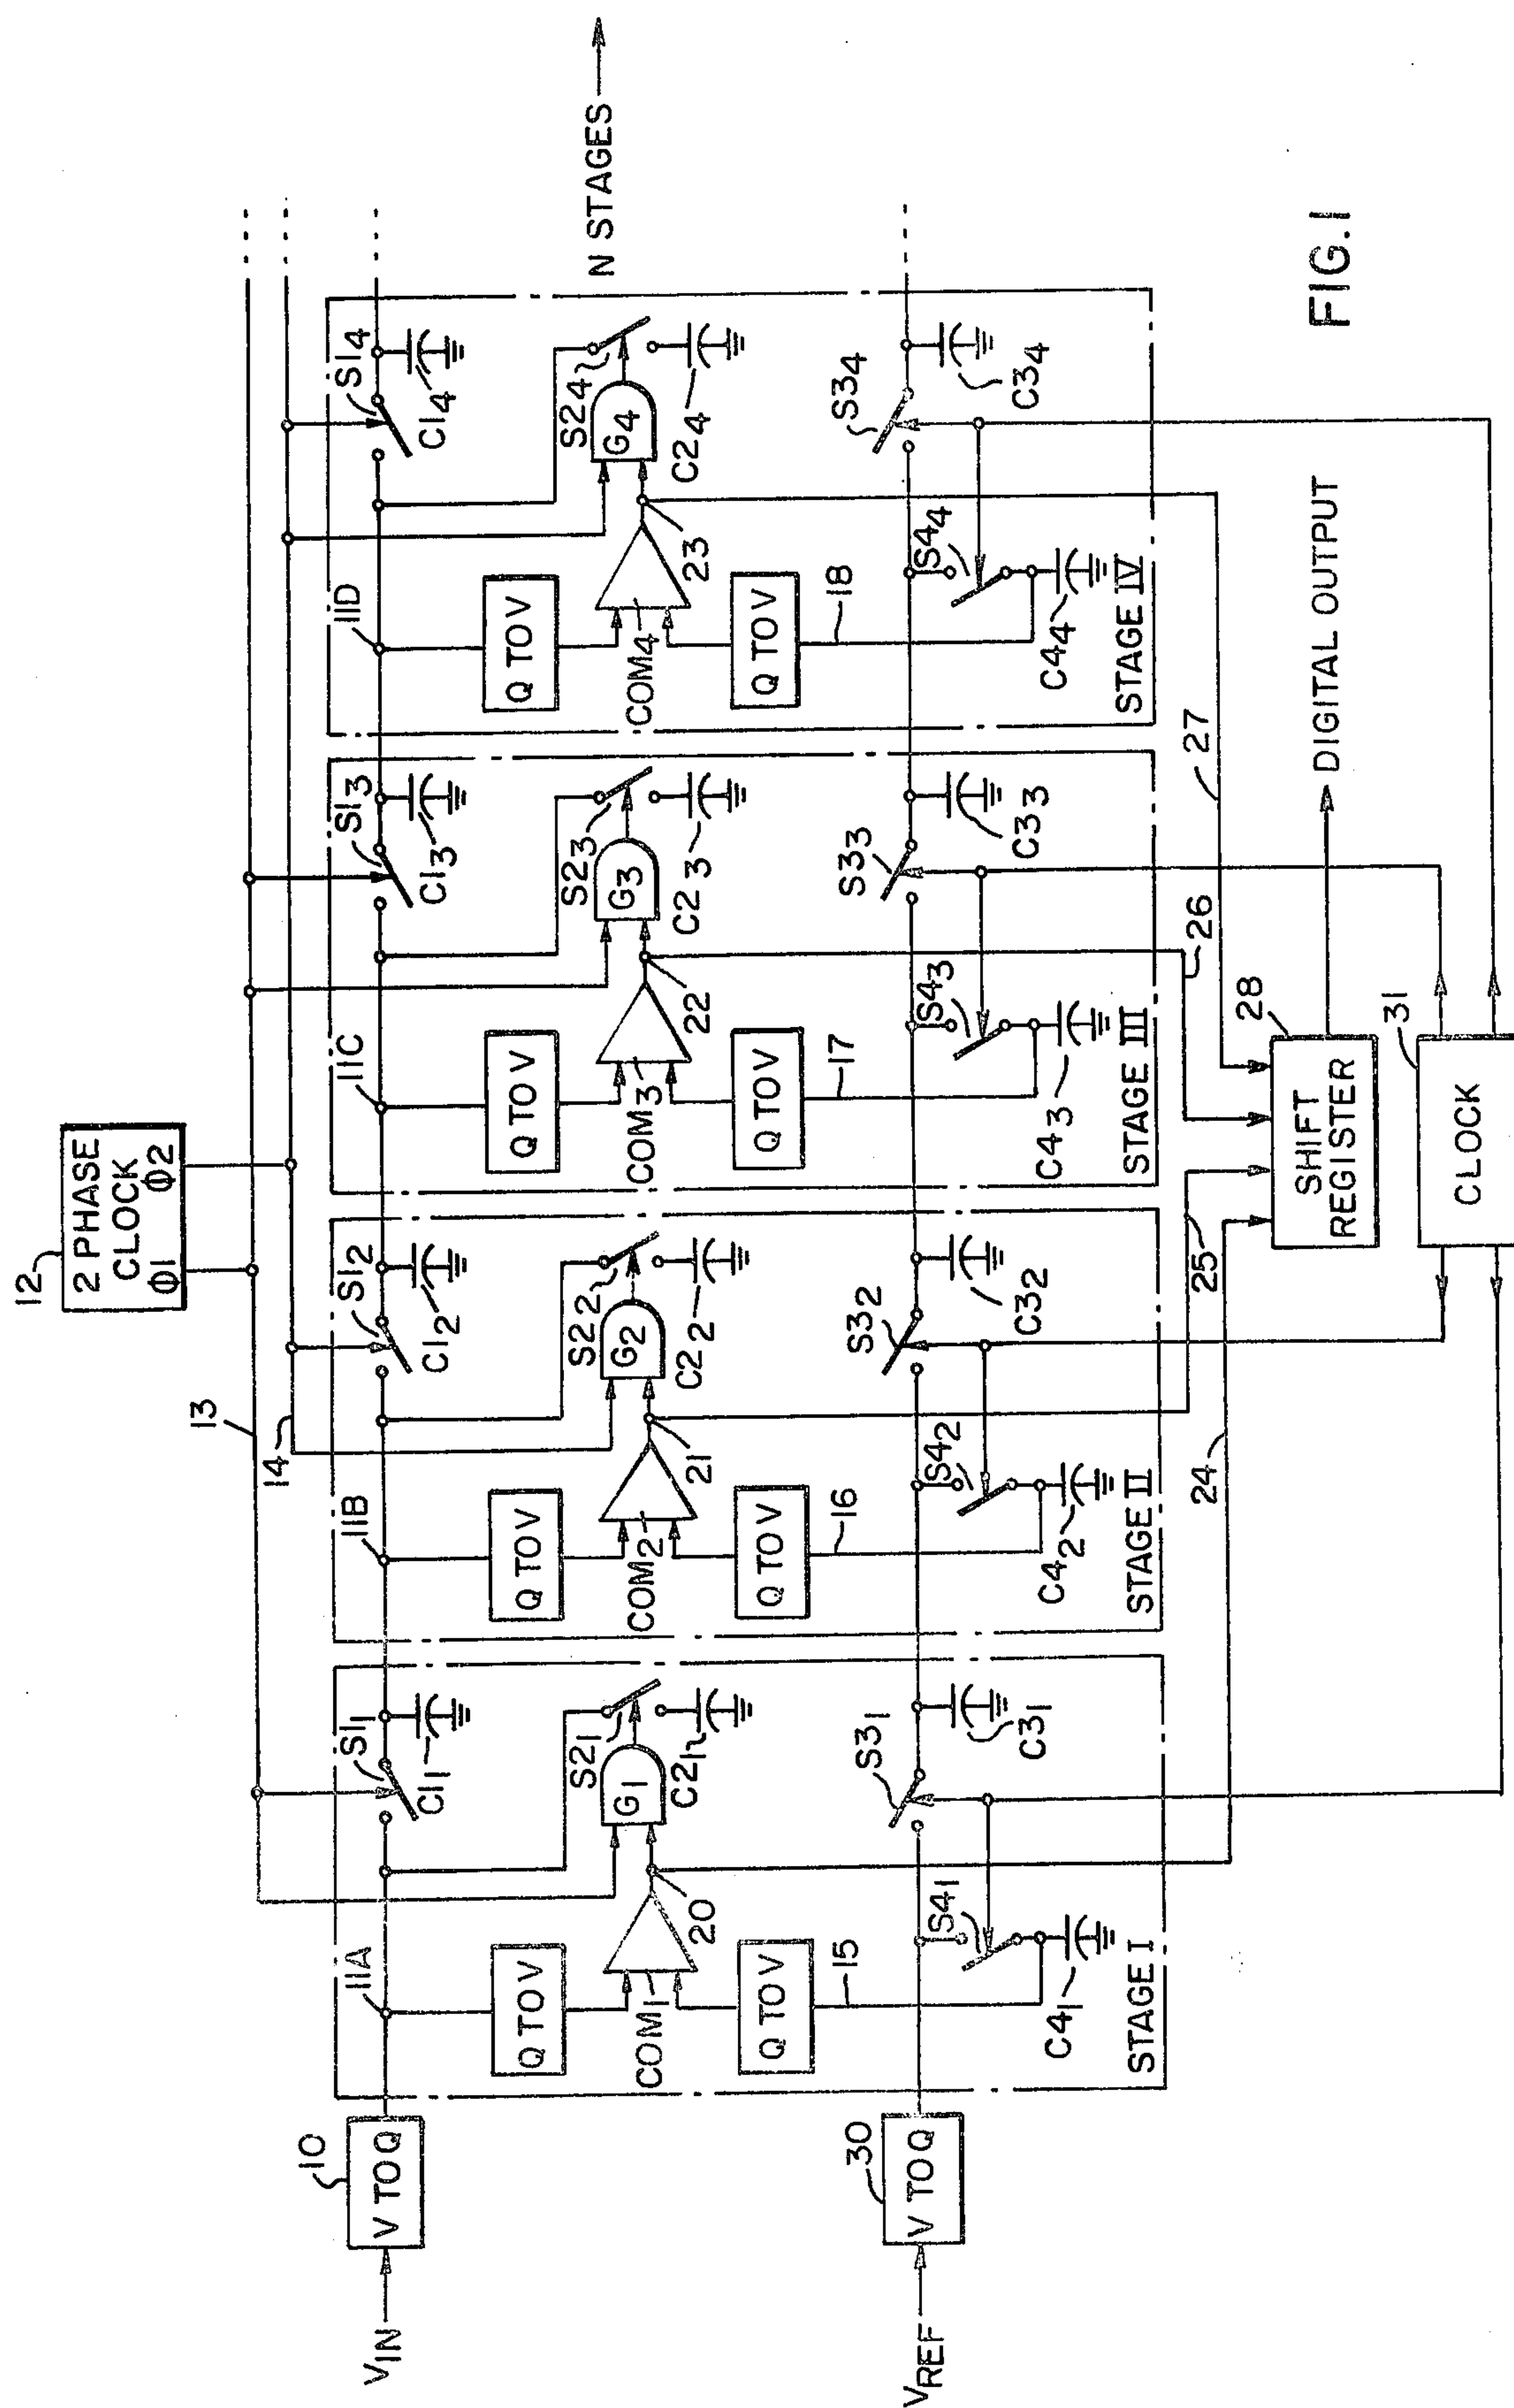 12
2 PHASE
CLOCK
Φ1 Φ2
13
14
VIN
10
V TO Q
11A
S1₁
C1₁
Q TO V
COM₁
20
G₁
S2₁
C2₁
Q TO V
15
S4₁
C4₁
S3₁
C3₁
STAGE I
11B
S1₂
C1₂
Q TO V
COM₂
21
G₂
S2₂
C2₂
Q TO V
16
S4₂
C4₂
S3₂
C3₂
STAGE II
11C
S1₃
C1₃
Q TO V
COM₃
22
G₃
S2₃
C2₃
Q TO V
17
S4₃
C4₃
S3₃
C3₃
STAGE III
11D
S1₄
C1₄
Q TO V
COM₄
23
G₄
S2₄
C2₄
Q TO V
18
S4₄
C4₄
S3₄
C3₄
STAGE IV
N STAGES
VREF
30
V TO Q
24
25
26
27
28
SHIFT
REGISTER
DIGITAL OUTPUT
31
CLOCK
FIG.1